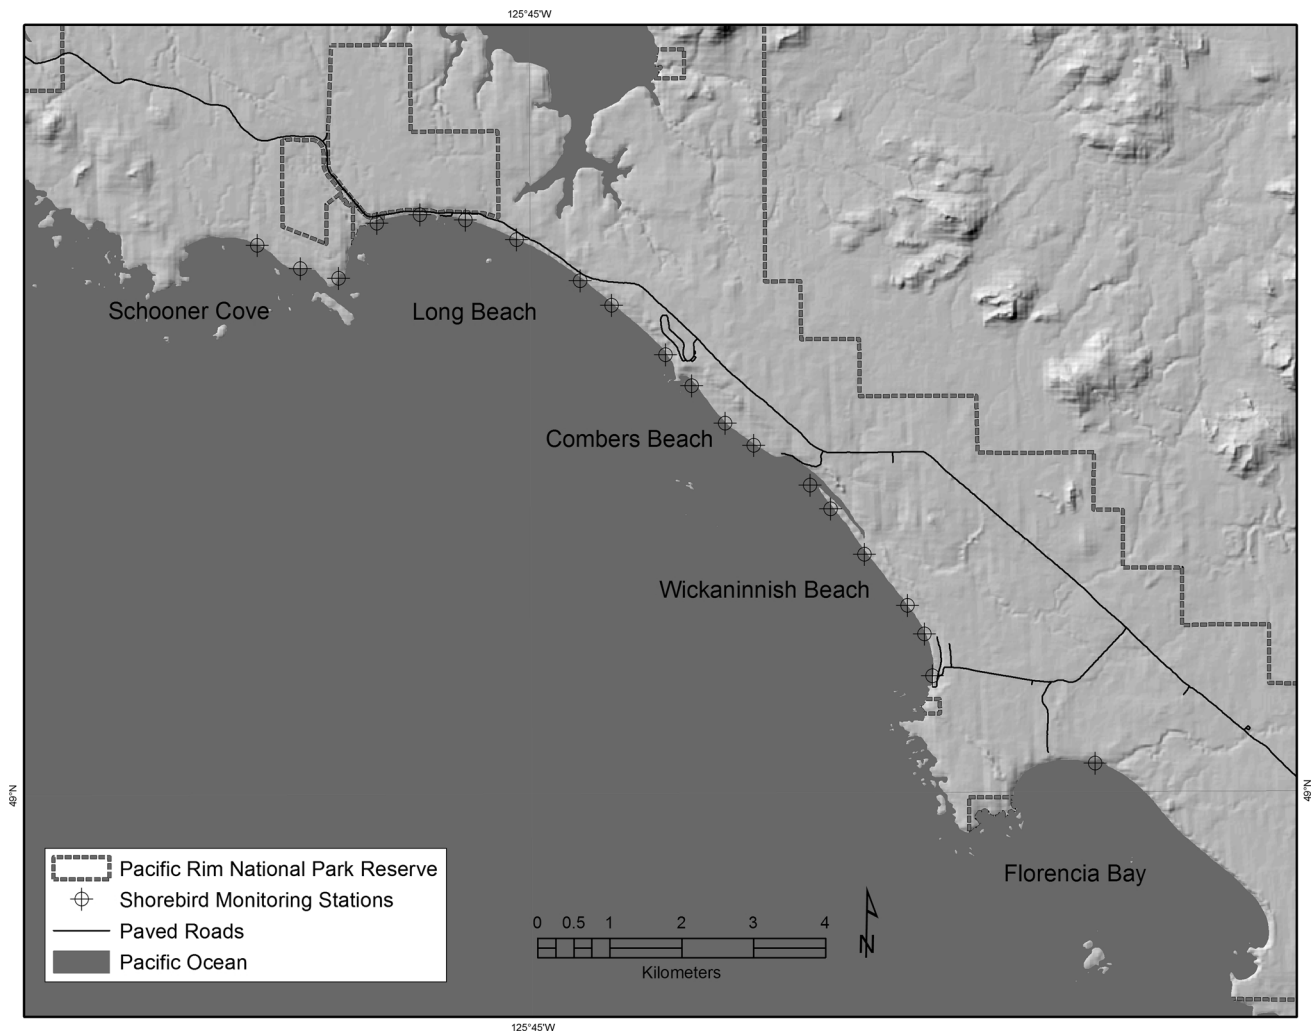 125°45'W
Schooner Cove
Long Beach
Combers Beach
Wickaninnish Beach
49°N
49°N
Florencia Bay
Pacific Rim National Park Reserve
Shorebird Monitoring Stations
Paved Roads
Pacific Ocean
0 0.5 1 2 3 4
Kilometers
N
125°45'W